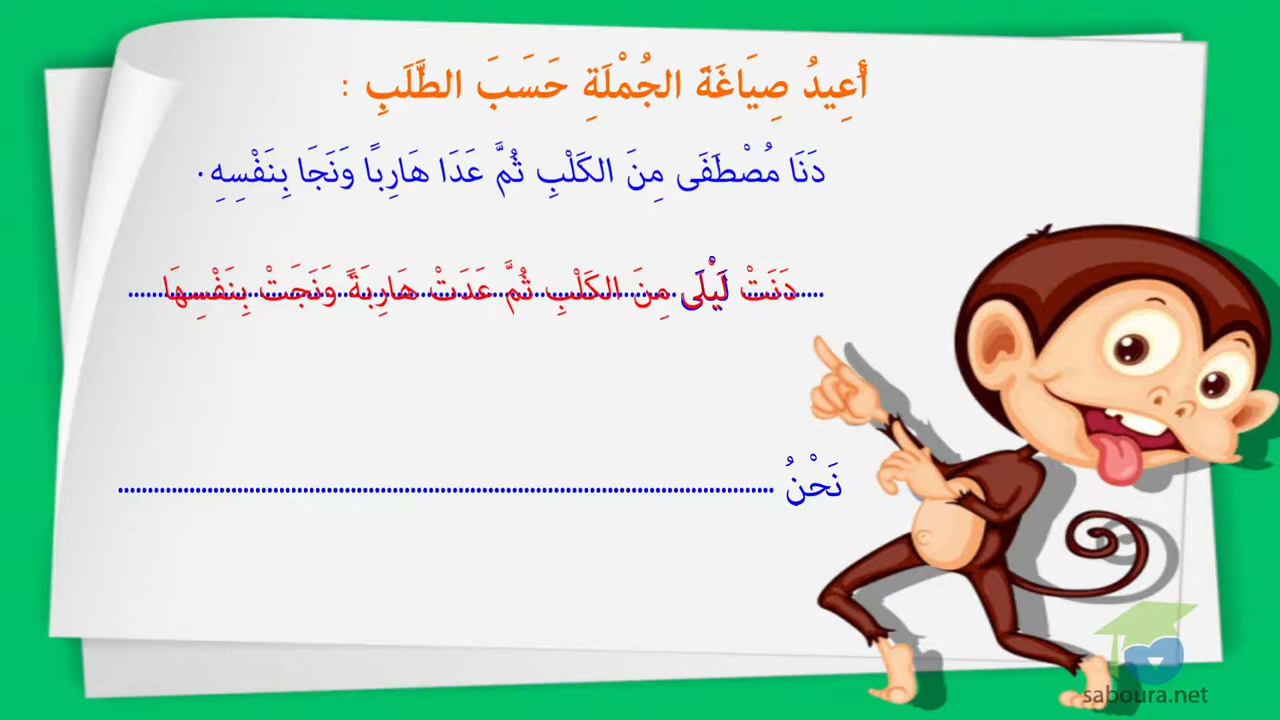 أُعِيدُ صِيَاغَةَ الجُمْلَةِ حَسَبَ الطَّلَبِ :
دَنَا مُصْطَفَى مِنَ الكَلْبِ ثُمَّ عَدَا هَارِباً وَنَجَا بِنَفْسِهِ.
دَنَتْ لَيْلَى مِنَ الكَلْبِ ثُمَّ عَدَتْ هَارِبَةً وَنَجَتْ بِنَفْسِهَا
نَحْنُ ........................................
saboura.net